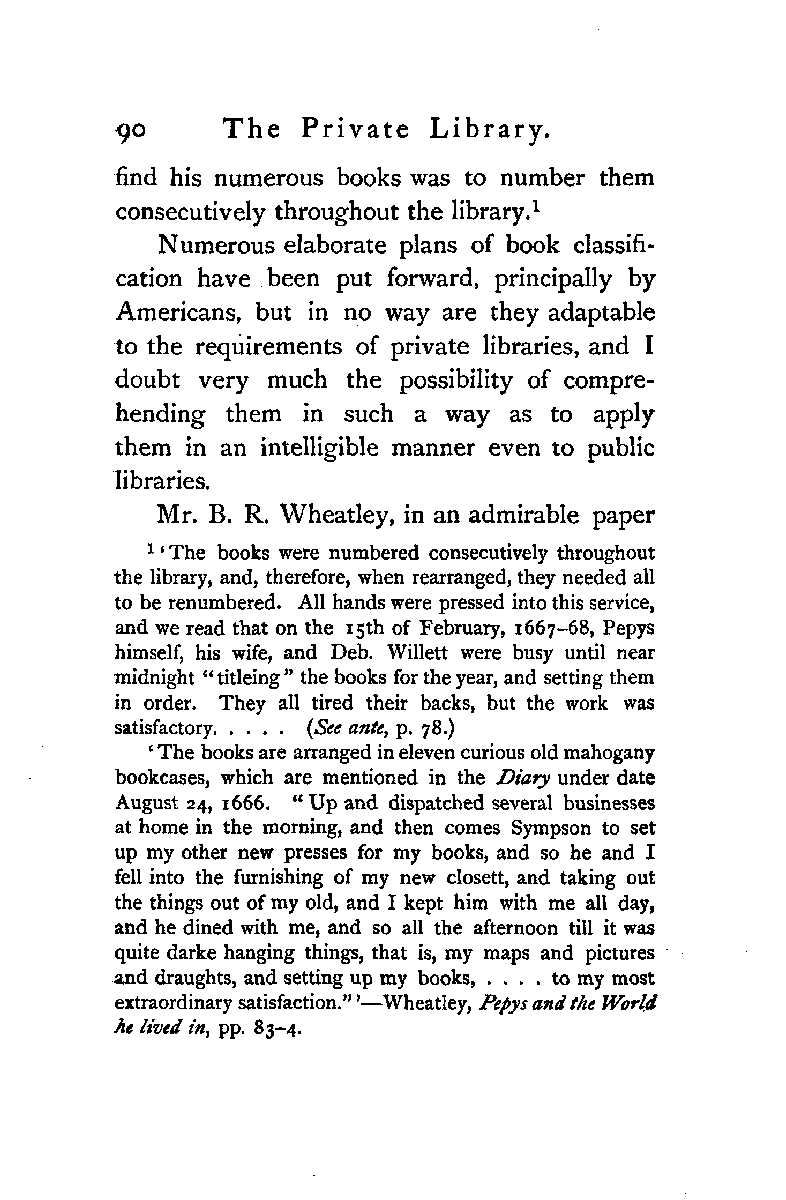 90 The Private Library.
find his numerous books was to number them
consecutively throughout the library.¹
Numerous elaborate plans of book classifi-
cation have been put forward, principally by
Americans, but in no way are they adaptable
to the requirements of private libraries, and I
doubt very much the possibility of compre-
hending them in such a way as to apply
them in an intelligible manner even to public
libraries.
Mr. B. R. Wheatley, in an admirable paper
¹ ‘The books were numbered consecutively throughout
the library, and, therefore, when rearranged, they needed all
to be renumbered. All hands were pressed into this service,
and we read that on the 15th of February, 1667–68, Pepys
himself, his wife, and Deb. Willett were busy until near
midnight “titleing” the books for the year, and setting them
in order. They all tired their backs, but the work was
satisfactory. . . . . (See ante, p. 78.)
‘The books are arranged in eleven curious old mahogany
bookcases, which are mentioned in the Diary under date
August 24, 1666. “Up and dispatched several businesses
at home in the morning, and then comes Sympson to set
up my other new presses for my books, and so he and I
fell into the furnishing of my new closett, and taking out
the things out of my old, and I kept him with me all day,
and he dined with me, and so all the afternoon till it was
quite darke hanging things, that is, my maps and pictures
and draughts, and setting up my books, . . . . to my most
extraordinary satisfaction.” ’—Wheatley, Pepys and the World
he lived in, pp. 83–4.